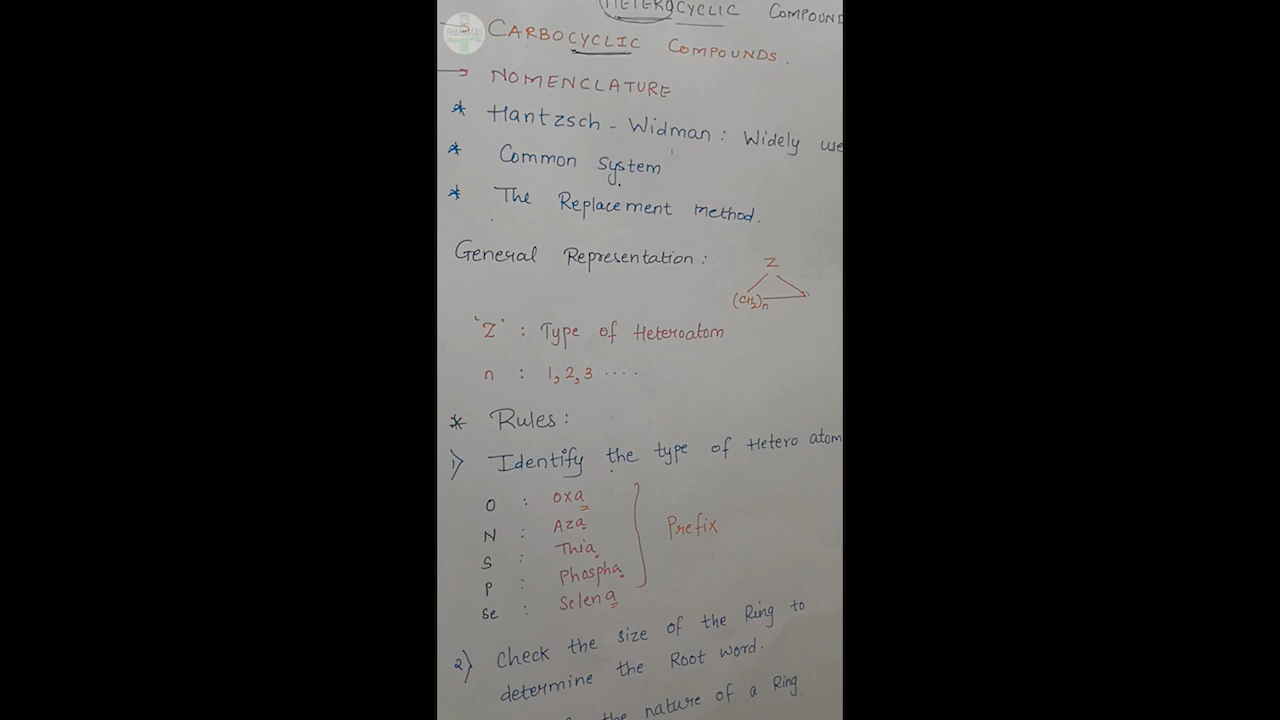 HETEROCYCLIC COMPOUND
→ CARBOCYCLIC COMPOUNDS.
→ NOMENCLATURE
* Hantzsch - Widman : Widely use
* Common System
* The Replacement method.
General Representation :
Z
(CH2)n
'Z' : Type of Heteroatom
n : 1, 2, 3 ....
* Rules :
1) Identify the type of Hetero atom
O : Oxa
N : Aza
S : Thia
P : Phospha
Se : Selena
Prefix
2) Check the size of the Ring to
determine the Root word.
the nature of a Ring